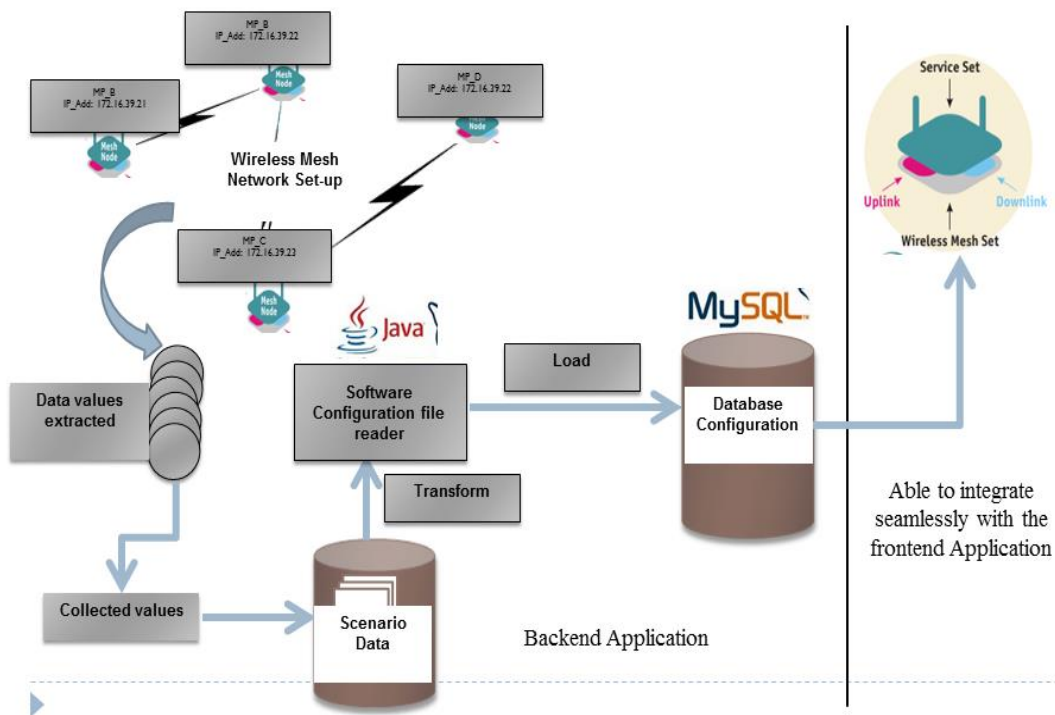 MP_B
IP_Add: 172.16.39.22
MP_B
IP_Add: 172.16.39.21
MP_D
IP_Add: 172.16.39.22
Mesh
Node
Mesh
Node
Node
Wireless Mesh
Network Set-up
MP_C
IP_Add: 172.16.39.23
Mesh
Node
Service Set
Uplink
Downlink
Wireless Mesh Set
Java
MySQL
Data values
extracted
Software
Configuration file
reader
Load
Database
Configuration
Transform
Able to integrate
seamlessly with the
frontend Application
Collected values
Scenario
Data
Backend Application